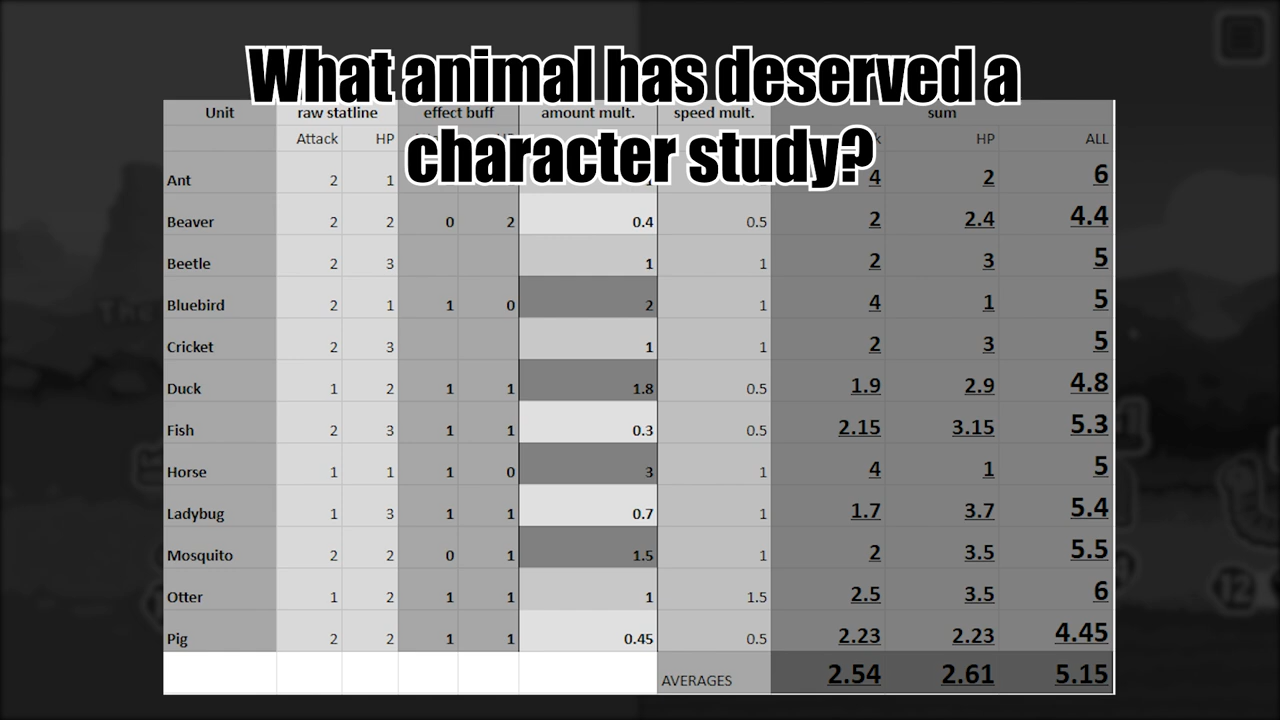 What animal has deserved a
character study?
Unit raw statline effect buff amount mult. speed mult. sum
Attack HP HP ALL
Ant 2 1 4 2 6
Beaver 2 2 0 2 0.4 0.5 2 2.4 4.4
Beetle 2 3 1 1 2 3 5
Bluebird 2 1 1 0 2 1 4 1 5
Cricket 2 3 1 1 2 3 5
Duck 1 2 1 1 1.8 0.5 1.9 2.9 4.8
Fish 2 3 1 1 0.3 0.5 2.15 3.15 5.3
Horse 1 1 1 0 3 1 4 1 5
Ladybug 1 3 1 1 0.7 1 1.7 3.7 5.4
Mosquito 2 2 0 1 1.5 1 2 3.5 5.5
Otter 1 2 1 1 1 1.5 2.5 3.5 6
Pig 2 2 1 1 0.45 0.5 2.23 2.23 4.45
AVERAGES 2.54 2.61 5.15
12